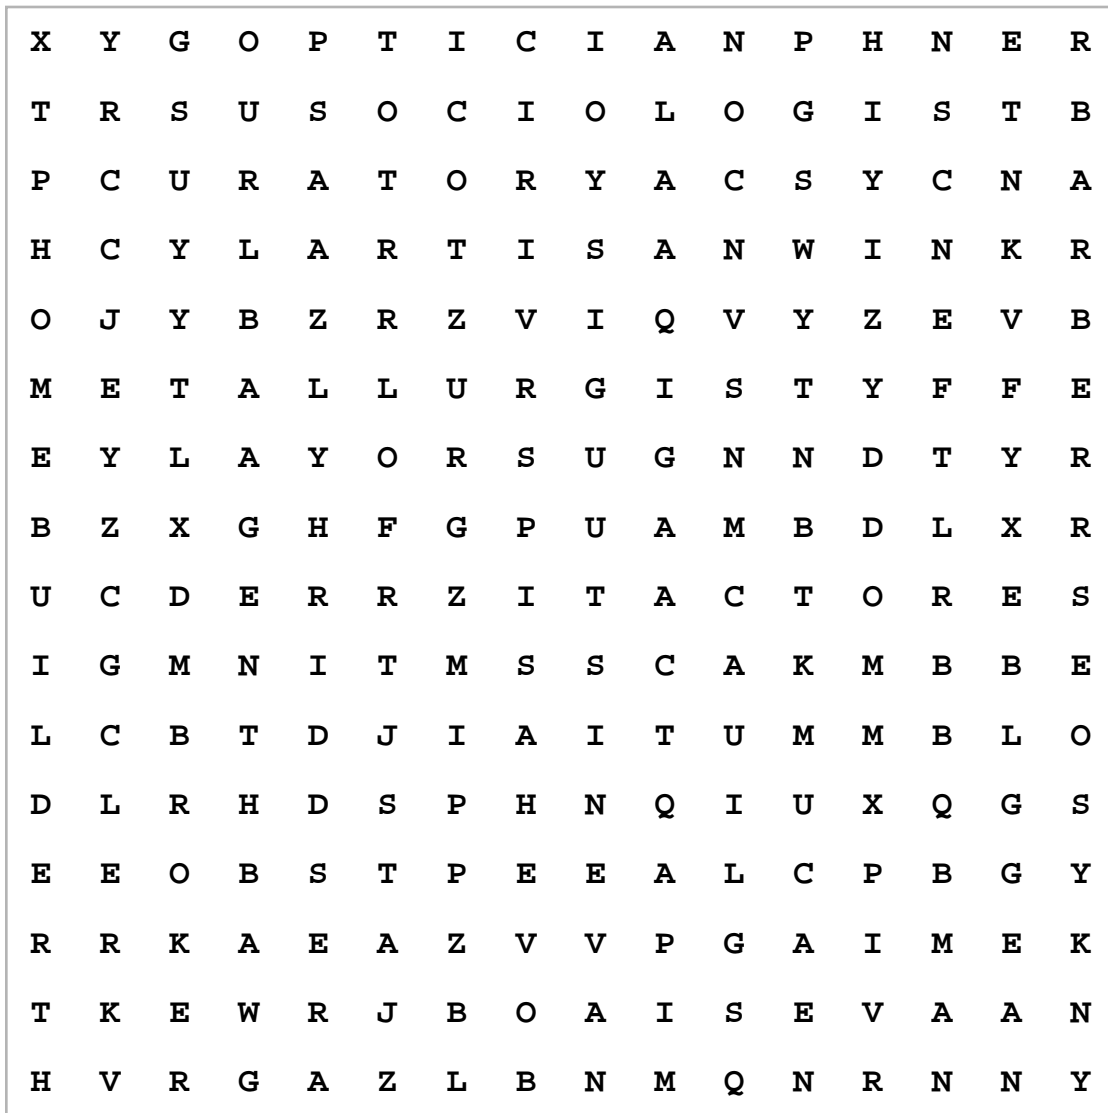 X Y G O P T I C I A N P H N E R
T R S U S O C I O L O G I S T B
P C U R A T O R Y A C S Y C N A
H C Y L A R T I S A N W I N K R
O J Y B Z R Z V I Q V Y Z E V B
M E T A L L U R G I S T Y F F E
E Y L A Y O R S U G N N D T Y R
B Z X G H F G P U A M B D L X R
U C D E R R Z I T A C T O R E S
I G M N I T M S S C A K M B B E
L C B T D J I A I T U M M B L O
D L R H D S P H N Q I U X Q G S
E E O B S T P E E A L C P B G Y
R R K A E A Z V V P G A I M E K
T K E W R J B O A I S E V A A N
H V R G A Z L B N M Q N R N N Y